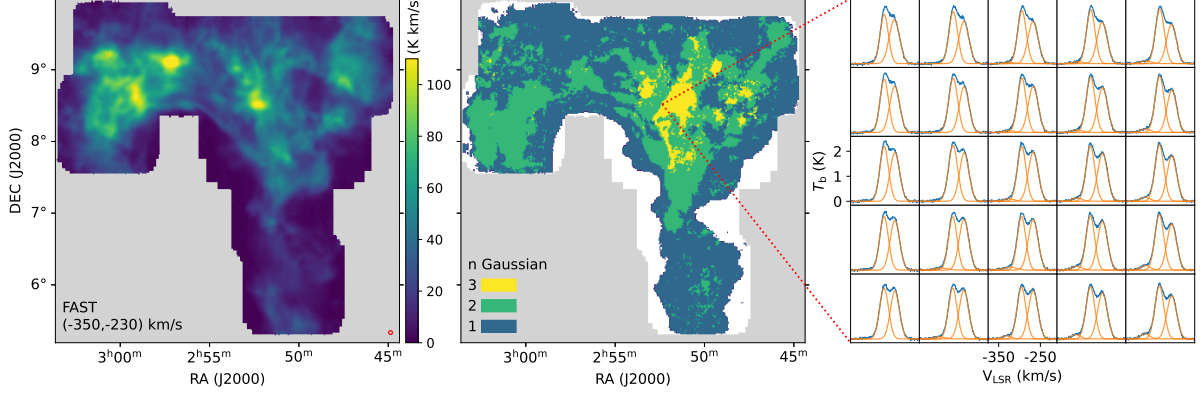 (K km/s)
9°
8°
7°
6°
DEC (J2000)
FAST
(-350,-230) km/s
3ʰ00ᵐ
2ʰ55ᵐ
50ᵐ
45ᵐ
RA (J2000)
100
80
60
40
20
0
n Gaussian
3
2
1
3ʰ00ᵐ
2ʰ55ᵐ
50ᵐ
45ᵐ
RA (J2000)
T_b (K)
2
1
0
-350 -250
V_LSR (km/s)